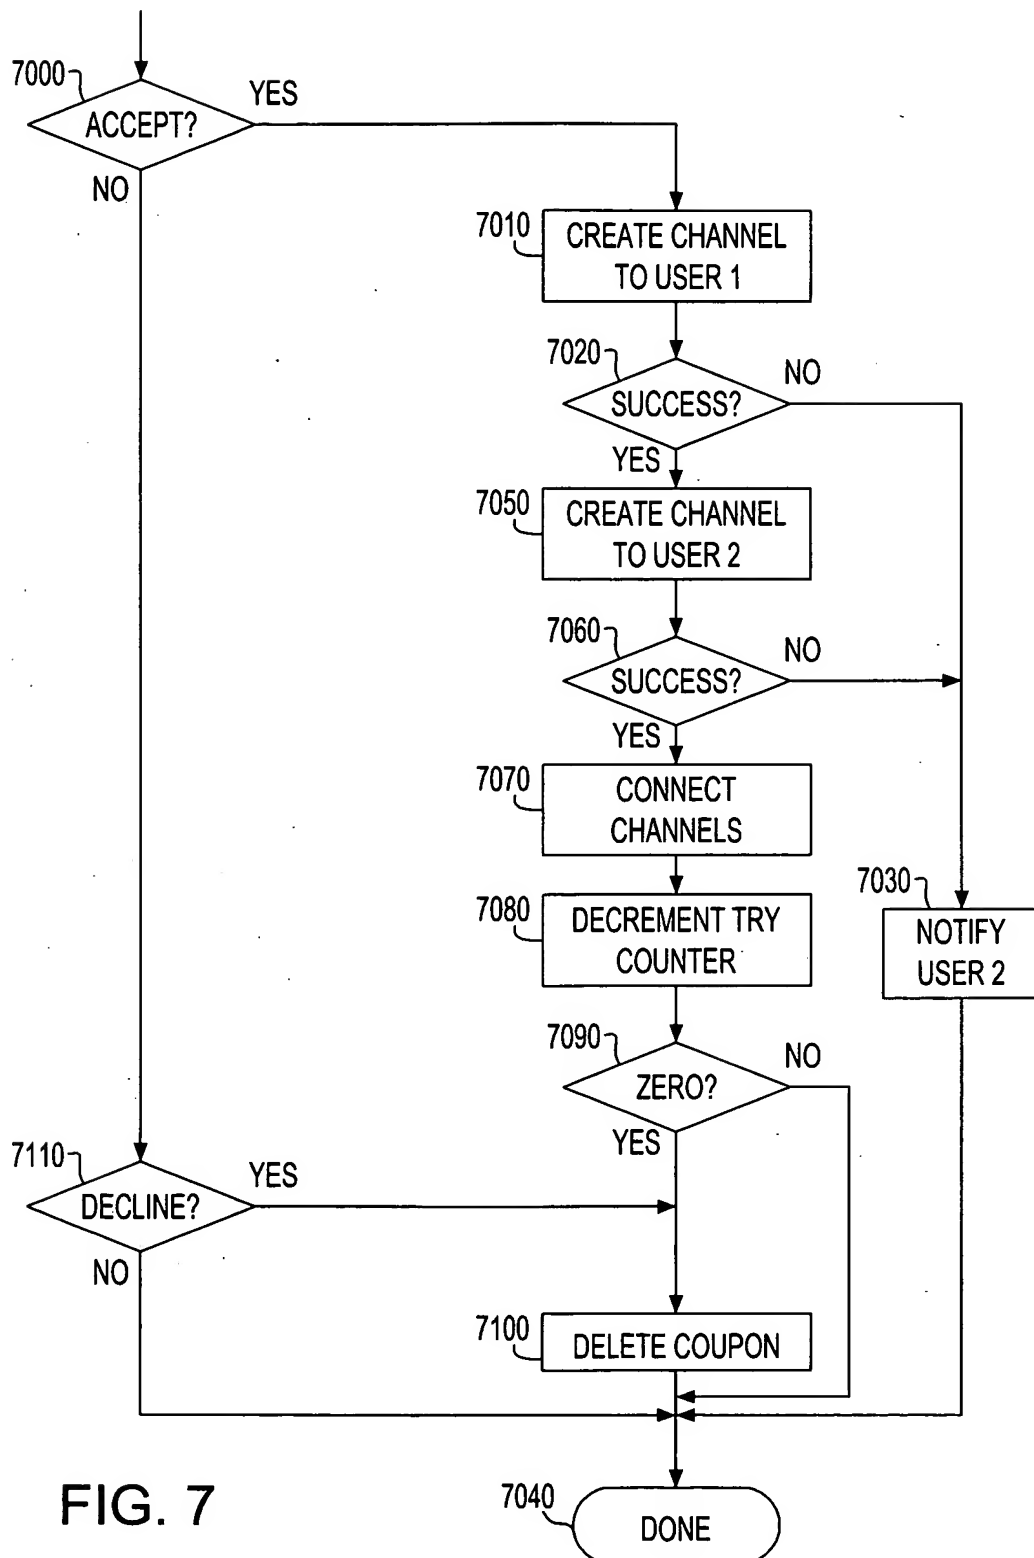 7000
ACCEPT?
YES
NO
7010
CREATE CHANNEL
TO USER 1
7020
SUCCESS?
NO
YES
7050
CREATE CHANNEL
TO USER 2
7060
SUCCESS?
NO
YES
7070
CONNECT
CHANNELS
7080
DECREMENT TRY
COUNTER
7030
NOTIFY
USER 2
7090
ZERO?
NO
YES
7110
DECLINE?
YES
NO
7100
DELETE COUPON
7040
DONE
FIG. 7